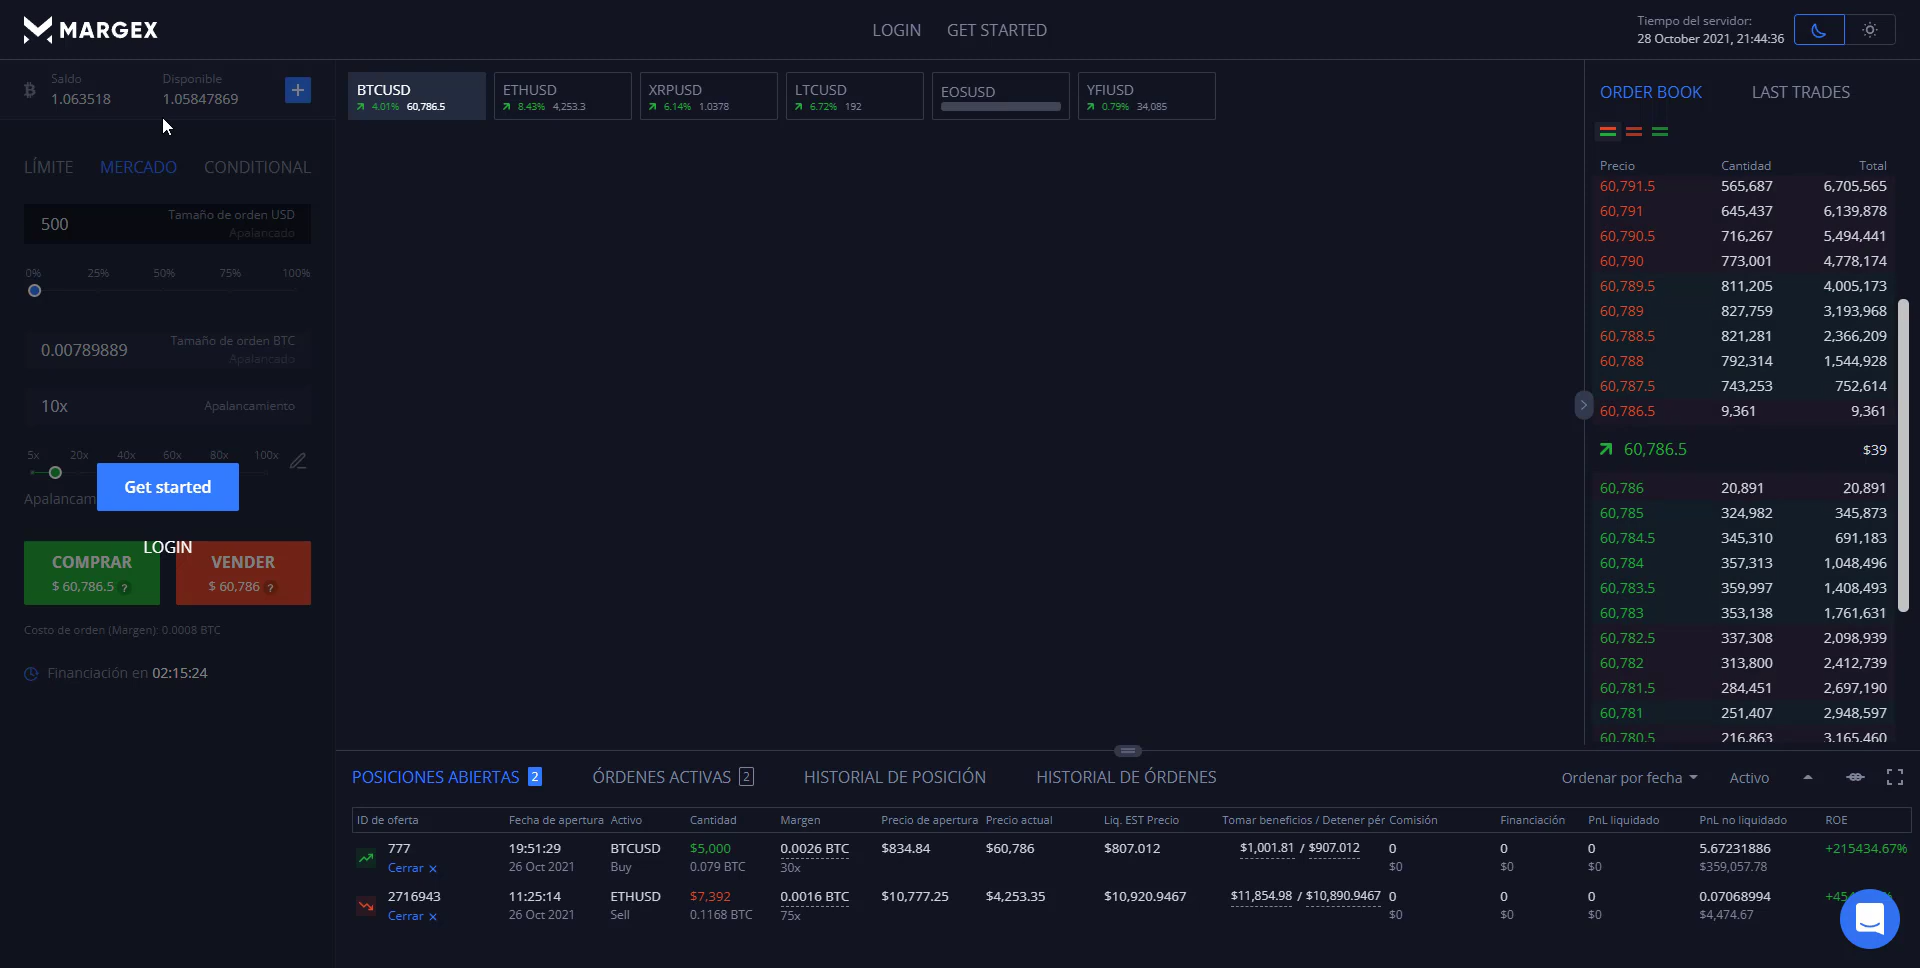 MARGEX
LOGIN GET STARTED
Tiempo del servidor:
28 October 2021, 21:44:36
Saldo Disponible
1.063518 1.05847869
LÍMITE MERCADO CONDITIONAL
500 Tamaño de orden USD
Apalancado
0% 25% 50% 75% 100%
0.00789889 Tamaño de orden BTC
Apalancado
10x Apalancamiento
5x 20x 40x 60x 80x 100x
Apalancam
Get started
LOGIN
COMPRAR VENDER
$ 60,786.5 ? $ 60,786 ?
Costo de orden (Margen): 0.0008 BTC
Financiación en 02:15:24
BTCUSD
4.01% 60,786.5
ETHUSD
8.43% 4,253.3
XRPUSD
6.14% 1.0378
LTCUSD
6.72% 192
EOSUSD
YFIUSD
0.79% 34,085
ORDER BOOK LAST TRADES
Precio Cantidad Total
60,791.5 565,687 6,705,565
60,791 645,437 6,139,878
60,790.5 716,267 5,494,441
60,790 773,001 4,778,174
60,789.5 811,205 4,005,173
60,789 827,759 3,193,968
60,788.5 821,281 2,366,209
60,788 792,314 1,544,928
60,787.5 743,253 752,614
60,786.5 9,361 9,361
60,786.5 $39
60,786 20,891 20,891
60,785 324,982 345,873
60,784.5 345,310 691,183
60,784 357,313 1,048,496
60,783.5 359,997 1,408,493
60,783 353,138 1,761,631
60,782.5 337,308 2,098,939
60,782 313,800 2,412,739
60,781.5 284,451 2,697,190
60,781 251,407 2,948,597
60,780.5 216,863 3,165,460
POSICIONES ABIERTAS 2 ÓRDENES ACTIVAS 2 HISTORIAL DE POSICIÓN HISTORIAL DE ÓRDENES Ordenar por fecha Activo
ID de oferta Fecha de apertura Activo Cantidad Margen Precio de apertura Precio actual Liq. EST Precio Tomar beneficios / Detener pér Comisión Financiación PnL liquidado PnL no liquidado ROE
777 19:51:29 BTCUSD $5,000 0.0026 BTC $834.84 $60,786 $807.012 $1,001.81 / $907.012 0 0 0 5.67231886 +215434.67%
Cerrar × 26 Oct 2021 Buy 0.079 BTC 30x $0 $0 $0 $359,057.78
2716943 11:25:14 ETHUSD $7,392 0.0016 BTC $10,777.25 $4,253.35 $10,920.9467 $11,854.98 / $10,890.9467 0 0 0 0.07068994
Cerrar × 26 Oct 2021 Sell 0.1168 BTC 75x $0 $0 $0 $4,474.67